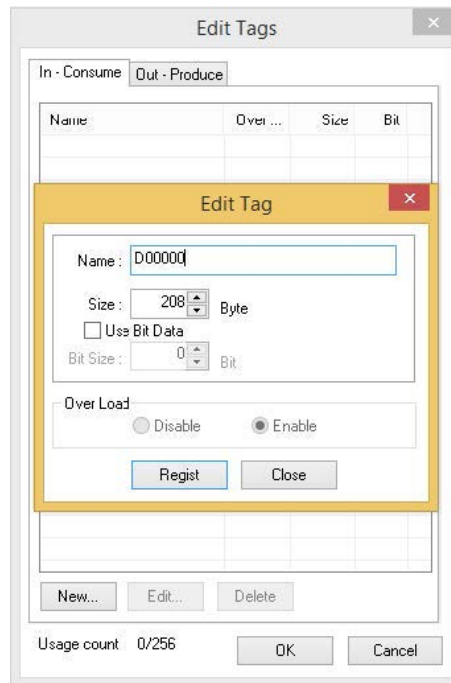 Edit Tags
In - Consume Out - Produce
Name Over ... Size Bit
Edit Tag
Name : D00000
Size : 208 Byte
Use Bit Data
Bit Size : 0 Bit
Over Load
Disable Enable
Regist Close
New... Edit... Delete
Usage count 0/256 OK Cancel